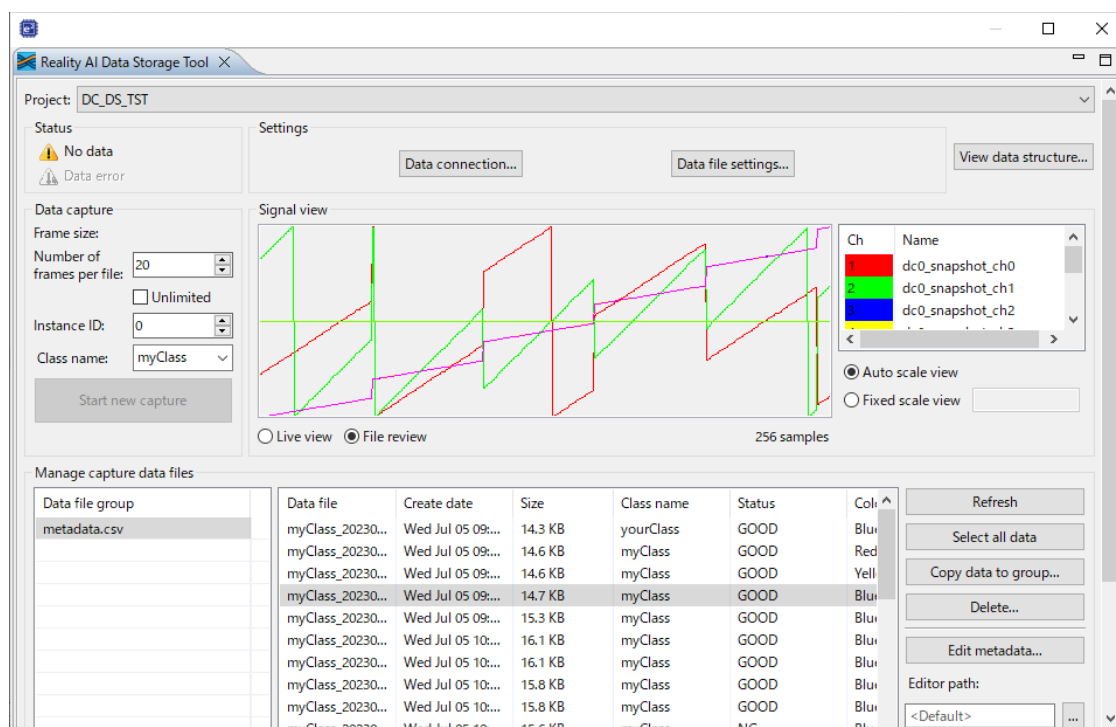 Reality AI Data Storage Tool
Project: DC_DS_TST
Status
No data
Data error
Settings
Data connection...
Data file settings...
View data structure...
Data capture
Frame size:
Number of
frames per file:
20
Unlimited
Instance ID:
0
Class name:
myClass
Start new capture
Signal view
Ch Name
1 dc0_snapshot_ch0
2 dc0_snapshot_ch1
3 dc0_snapshot_ch2
Auto scale view
Fixed scale view
Live view
File review
256 samples
Manage capture data files
Data file group
metadata.csv
Data file Create date Size Class name Status
myClass_20230... Wed Jul 05 09:... 14.3 KB yourClass GOOD Blu
myClass_20230... Wed Jul 05 09:... 14.6 KB myClass GOOD Red
myClass_20230... Wed Jul 05 09:... 14.6 KB myClass GOOD Yell
myClass_20230... Wed Jul 05 09:... 14.7 KB myClass GOOD Blu
myClass_20230... Wed Jul 05 09:... 15.3 KB myClass GOOD Blu
myClass_20230... Wed Jul 05 10:... 16.1 KB myClass GOOD Blu
myClass_20230... Wed Jul 05 10:... 16.1 KB myClass GOOD Blu
myClass_20230... Wed Jul 05 10:... 15.8 KB myClass GOOD Blu
myClass_20230... Wed Jul 05 10:... 15.8 KB myClass GOOD Blu
Refresh
Select all data
Copy data to group...
Delete...
Edit metadata...
Editor path:
<Default>
...